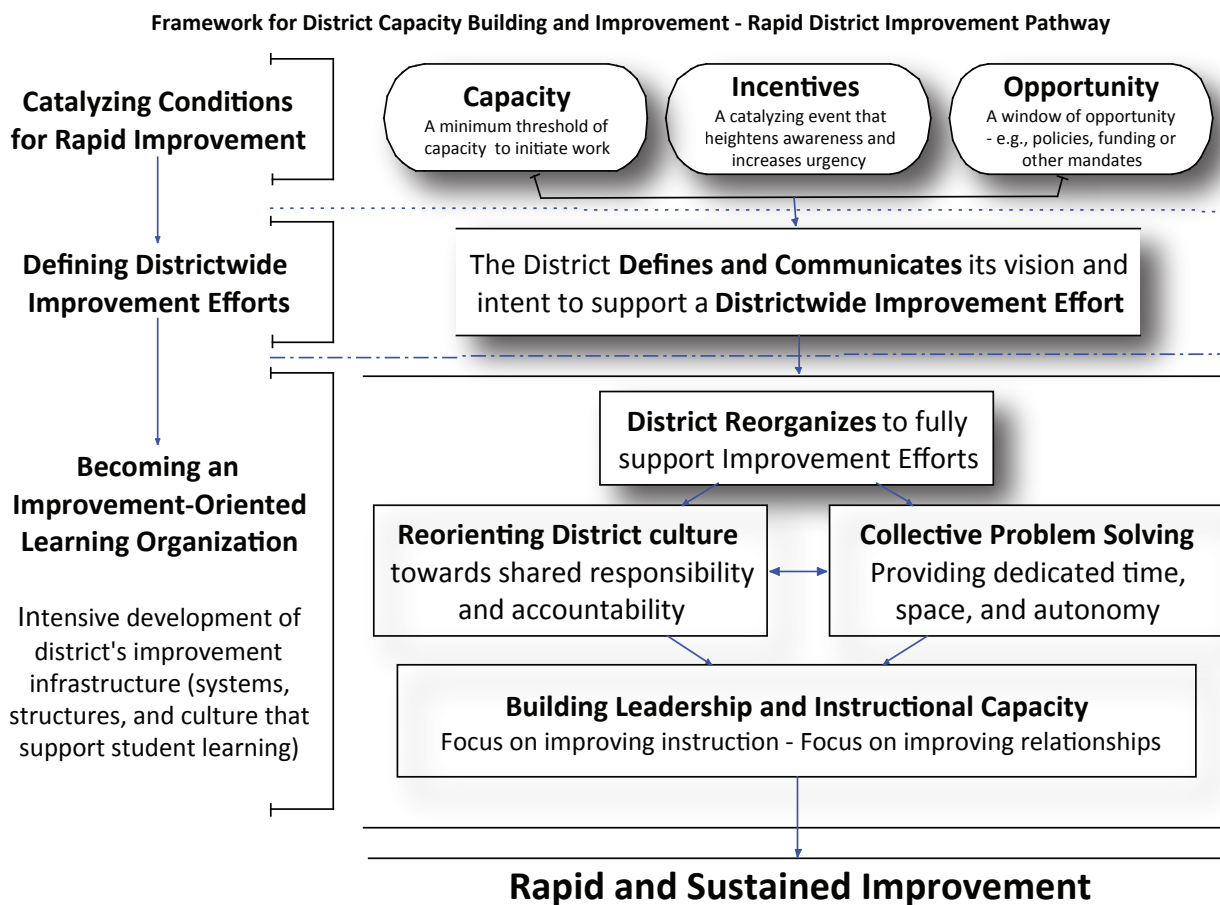 Framework for District Capacity Building and Improvement - Rapid District Improvement Pathway
Catalyzing Conditions
for Rapid Improvement
Capacity
A minimum threshold of
capacity to initiate work
Incentives
A catalyzing event that
heightens awareness and
increases urgency
Opportunity
A window of opportunity
- e.g., policies, funding or
other mandates
Defining Districtwide
Improvement Efforts
The District Defines and Communicates its vision and
intent to support a Districtwide Improvement Effort
Becoming an
Improvement-Oriented
Learning Organization
Intensive development of
district's improvement
infrastructure (systems,
structures, and culture that
support student learning)
District Reorganizes to fully
support Improvement Efforts
Reorienting District culture
towards shared responsibility
and accountability
Collective Problem Solving
Providing dedicated time,
space, and autonomy
Building Leadership and Instructional Capacity
Focus on improving instruction - Focus on improving relationships
Rapid and Sustained Improvement